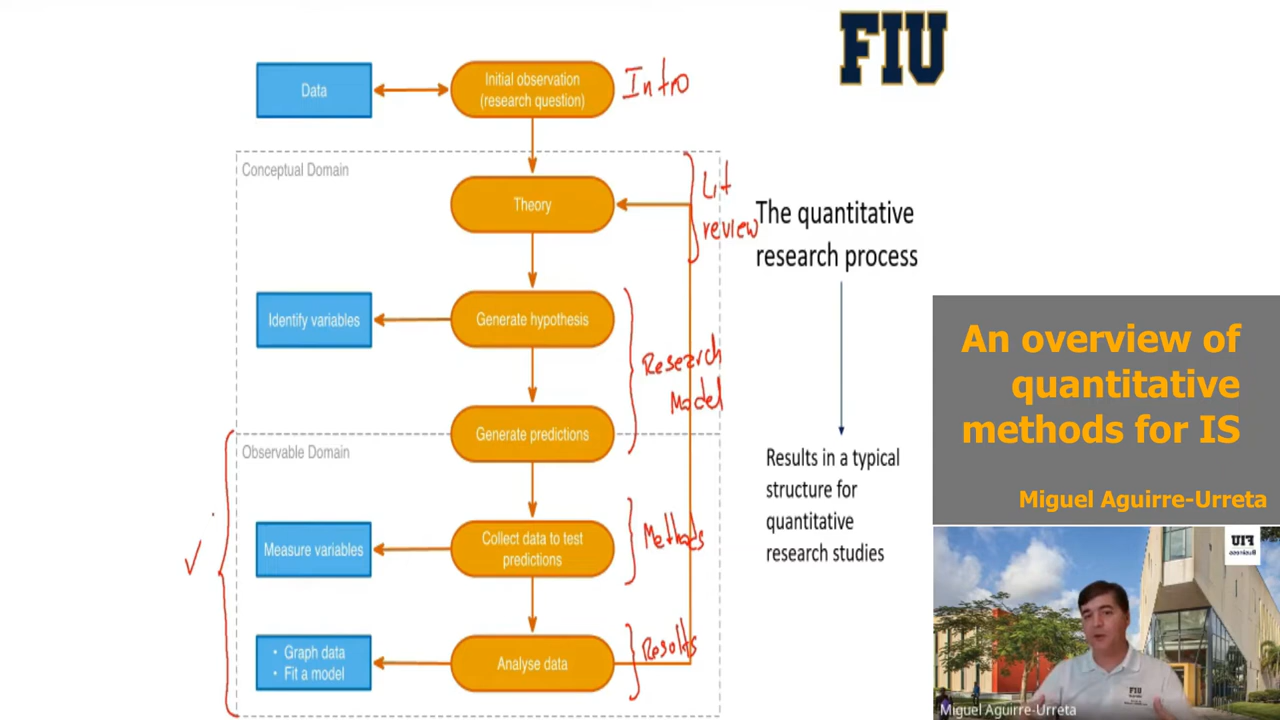 FIU
Data
Initial observation
(research question)
Intro
Conceptual Domain
Theory
Lit
review
The quantitative
research process
Identify variables
Generate hypothesis
Research
Model
Generate predictions
Observable Domain
Measure variables
Collect data to test
predictions
Methods
• Graph data
• Fit a model
Analyse data
Results
Results in a typical
structure for
quantitative
research studies
An overview of
quantitative
methods for IS
Miguel Aguirre-Urreta
FIU
Business
FIU
Miguel Aguirre-Urreta